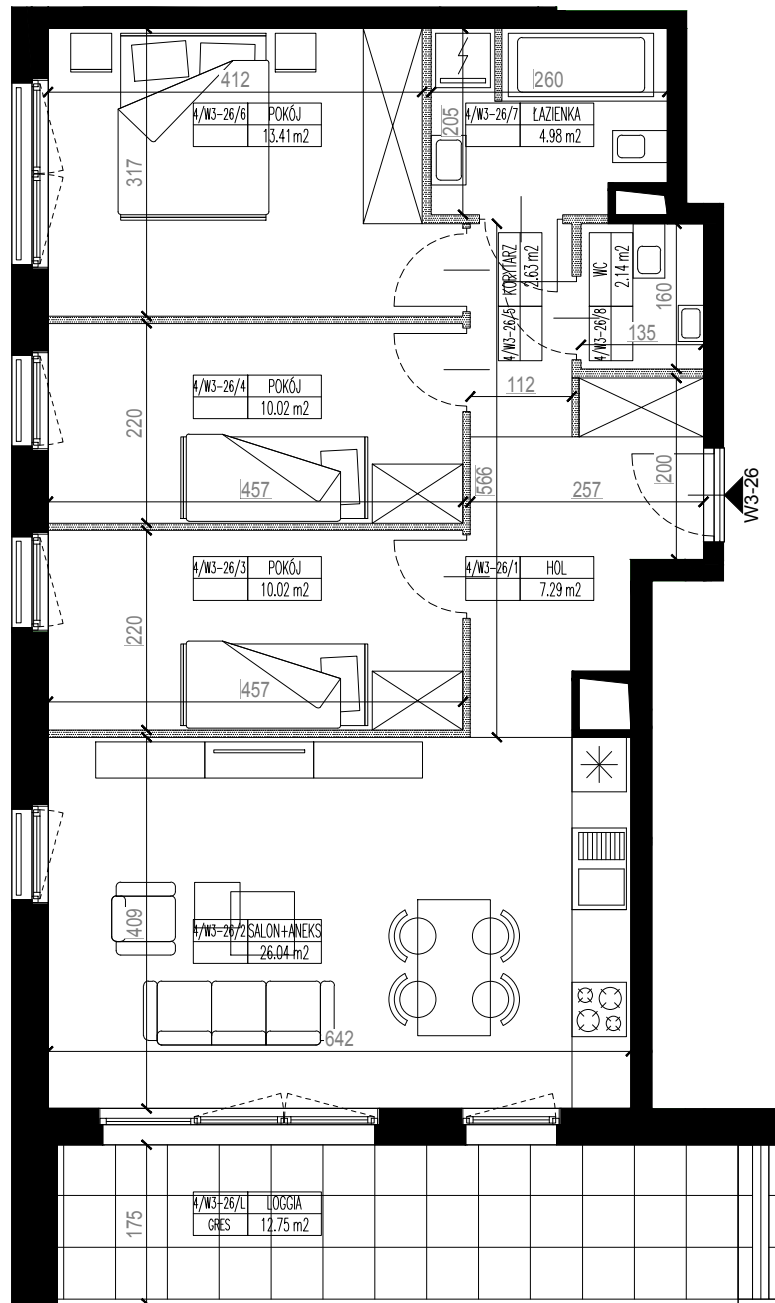 412
260
4/W3-26/6 POKÓJ
13.41 m2
205
4/W3-26/7 ŁAZIENKA
4.98 m2
317
4/W3-26/5 KORYTARZ
2.63 m2
4/W3-26/8 WC
2.14 m2
160
135
4/W3-26/4 POKÓJ
10.02 m2
112
220
457
566
257
200
W3-26
4/W3-26/3 POKÓJ
10.02 m2
4/W3-26/1 HOL
7.29 m2
220
457
409
4/W3-26/2 SALON+ANEKS
26.04 m2
642
4/W3-26/L LOGGIA
GRES 12.75 m2
175